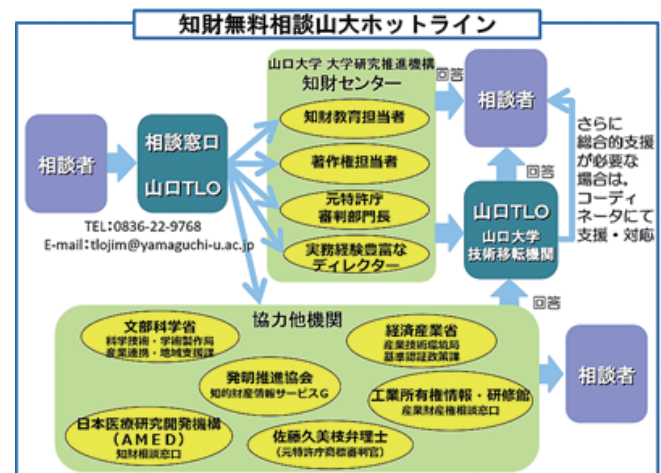 知財無料相談山大ホットライン
相談者
相談窓口
山口TLO
TEL:0836-22-9768
E-mail:tlojim@yamaguchi-u.ac.jp
山口大学 大学研究推進機構
知財センター
知財教育担当者
著作権担当者
元特許庁
審判部門長
実務経験豊富な
ディレクター
回答
相談者
回答
山口TLO
山口大学
技術移転機関
さらに
総合的支援
が必要な
場合は、
コーディ
ネータにて
支援・対応
回答
協力他機関
文部科学省
科学技術・学術製作局
産業連携・地域支援課
経済産業省
産業技術環境局
基準認証政策課
発明推進協会
知的財産情報サービスG
工業所有権情報・研修館
産業財産権相談窓口
日本医療研究開発機構
(AMED)
知財相談窓口
佐藤久美枝弁理士
(元特許庁商標審判官)
相談者